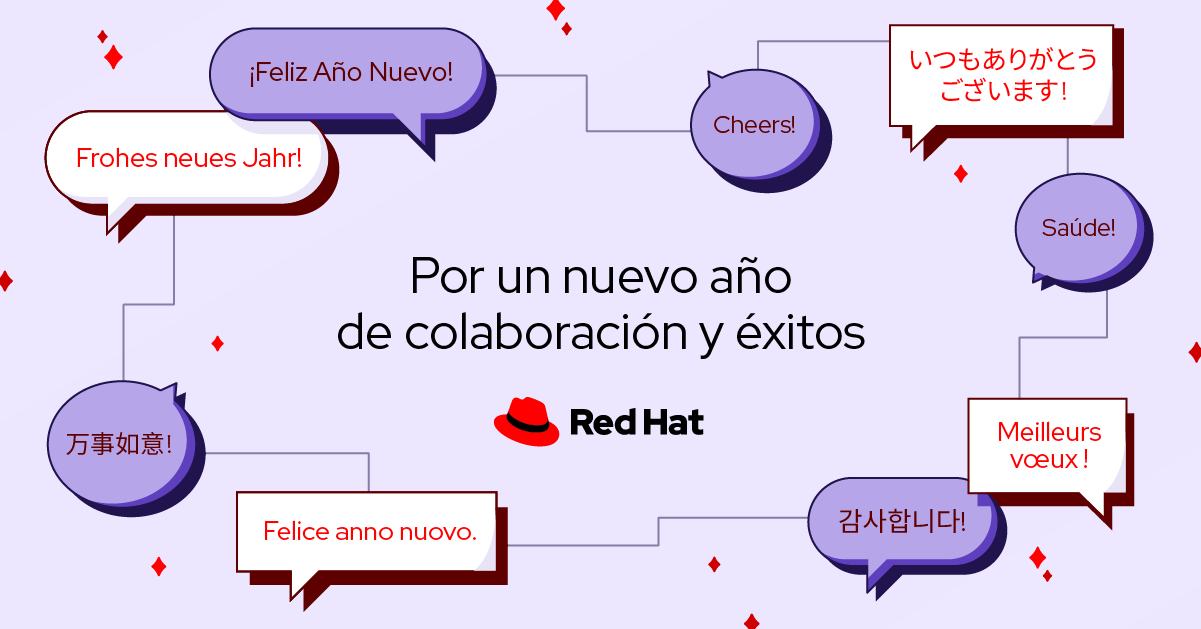 ¡Feliz Año Nuevo!
Frohes neues Jahr!
Cheers!
いつもありがとう
ございます!
Saúde!
Por un nuevo año
de colaboración y éxitos
Red Hat
万事如意!
Felice anno nuovo.
감사합니다!
Meilleurs
vœux !